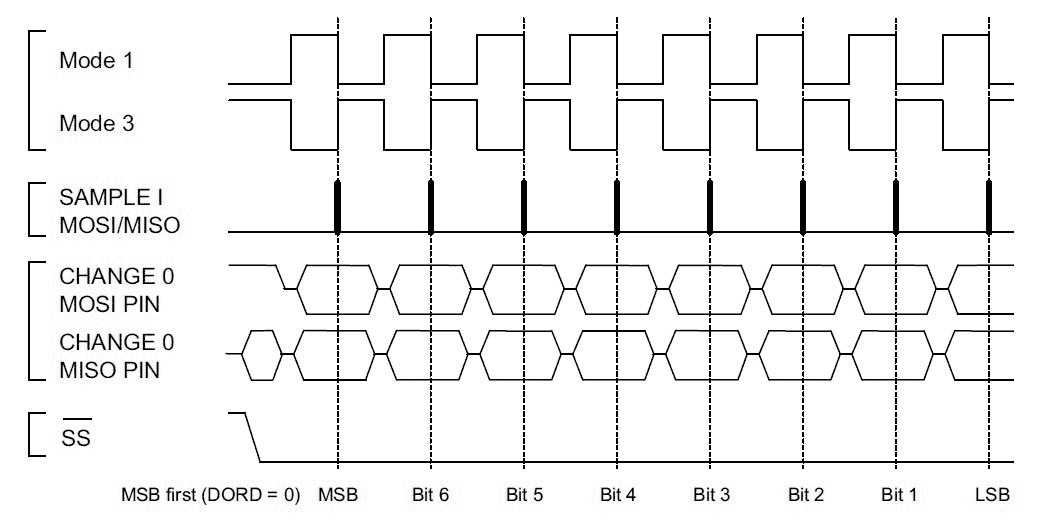 Mode 1
Mode 3
SAMPLE I
MOSI/MISO
CHANGE 0
MOSI PIN
CHANGE 0
MISO PIN
SS
MSB first (DORD = 0) MSB Bit 6 Bit 5 Bit 4 Bit 3 Bit 2 Bit 1 LSB